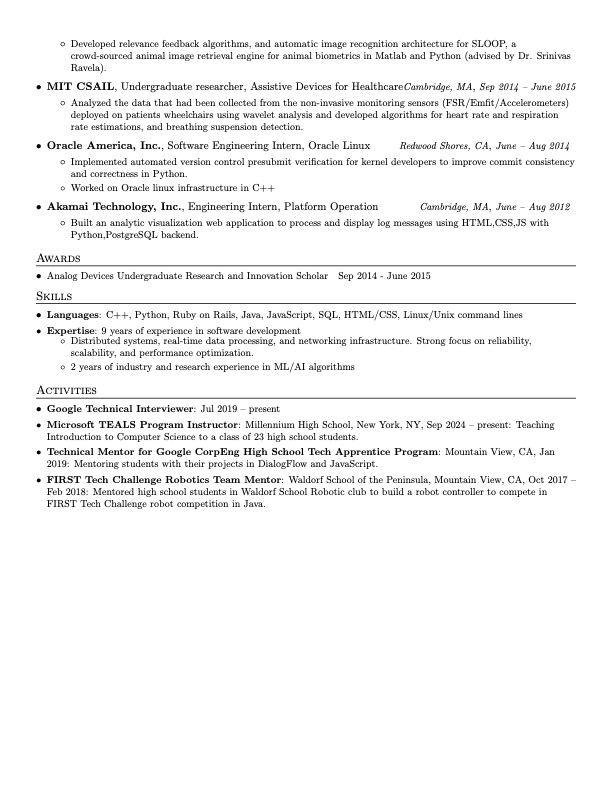 ◦ Developed relevance feedback algorithms, and automatic image recognition architecture for SLOOP, a
crowd-sourced animal image retrieval engine for animal biometrics in Matlab and Python (advised by Dr. Srinivas
Ravela).
• MIT CSAIL, Undergraduate researcher, Assistive Devices for Healthcare Cambridge, MA, Sep 2014 – June 2015
◦ Analyzed the data that had been collected from the non-invasive monitoring sensors (FSR/Emfit/Accelerometers)
deployed on patients wheelchairs using wavelet analysis and developed algorithms for heart rate and respiration
rate estimations, and breathing suspension detection.
• Oracle America, Inc., Software Engineering Intern, Oracle Linux Redwood Shores, CA, June – Aug 2014
◦ Implemented automated version control presubmit verification for kernel developers to improve commit consistency
and correctness in Python.
◦ Worked on Oracle linux infrastructure in C++
• Akamai Technology, Inc., Engineering Intern, Platform Operation Cambridge, MA, June – Aug 2012
◦ Built an analytic visualization web application to process and display log messages using HTML,CSS,JS with
Python,PostgreSQL backend.
Awards
• Analog Devices Undergraduate Research and Innovation Scholar Sep 2014 - June 2015
Skills
• Languages: C++, Python, Ruby on Rails, Java, JavaScript, SQL, HTML/CSS, Linux/Unix command lines
• Expertise: 9 years of experience in software development
◦ Distributed systems, real-time data processing, and networking infrastructure. Strong focus on reliability,
scalability, and performance optimization.
◦ 2 years of industry and research experience in ML/AI algorithms
Activities
• Google Technical Interviewer: Jul 2019 – present
• Microsoft TEALS Program Instructor: Millennium High School, New York, NY, Sep 2024 – present: Teaching
Introduction to Computer Science to a class of 23 high school students.
• Technical Mentor for Google CorpEng High School Tech Apprentice Program: Mountain View, CA, Jan
2019: Mentoring students with their projects in DialogFlow and JavaScript.
• FIRST Tech Challenge Robotics Team Mentor: Waldorf School of the Peninsula, Mountain View, CA, Oct 2017 –
Feb 2018: Mentored high school students in Waldorf School Robotic club to build a robot controller to compete in
FIRST Tech Challenge robot competition in Java.